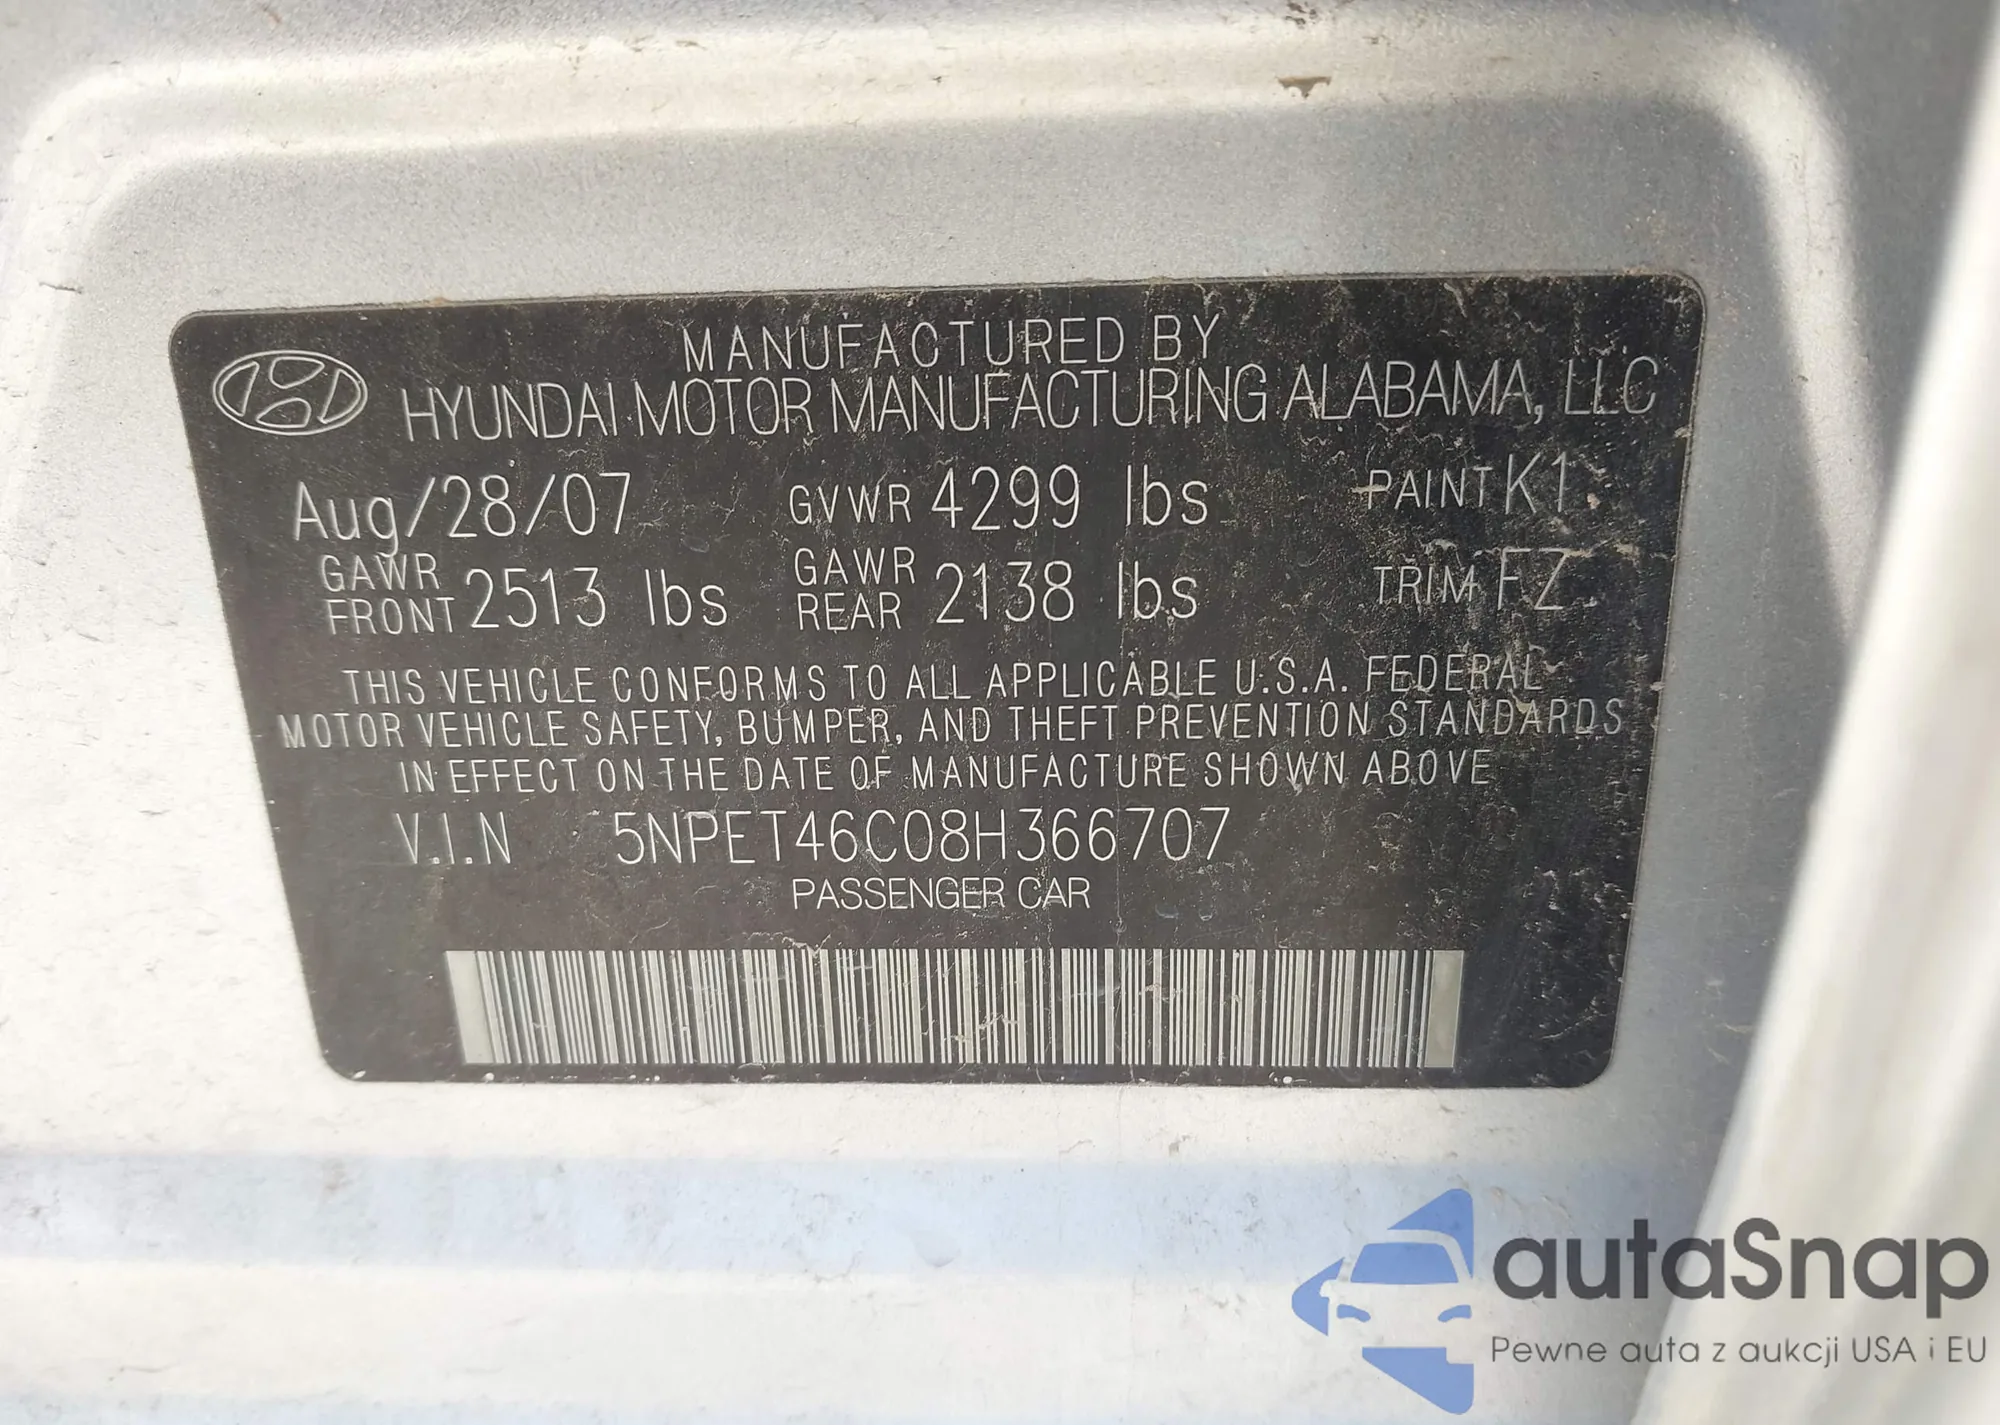 MANUFACTURED BY
HYUNDAI MOTOR MANUFACTURING ALABAMA, LLC
Aug/28/07 GVWR 4299 lbs PAINT K1
GAWR FRONT 2513 lbs GAWR REAR 2138 lbs TRIM FZ
THIS VEHICLE CONFORMS TO ALL APPLICABLE U.S.A. FEDERAL
MOTOR VEHICLE SAFETY, BUMPER, AND THEFT PREVENTION STANDARDS
IN EFFECT ON THE DATE OF MANUFACTURE SHOWN ABOVE
V.I.N 5NPET46C08H366707
PASSENGER CAR
autaSnap
Pewne auta z aukcji USA i EU